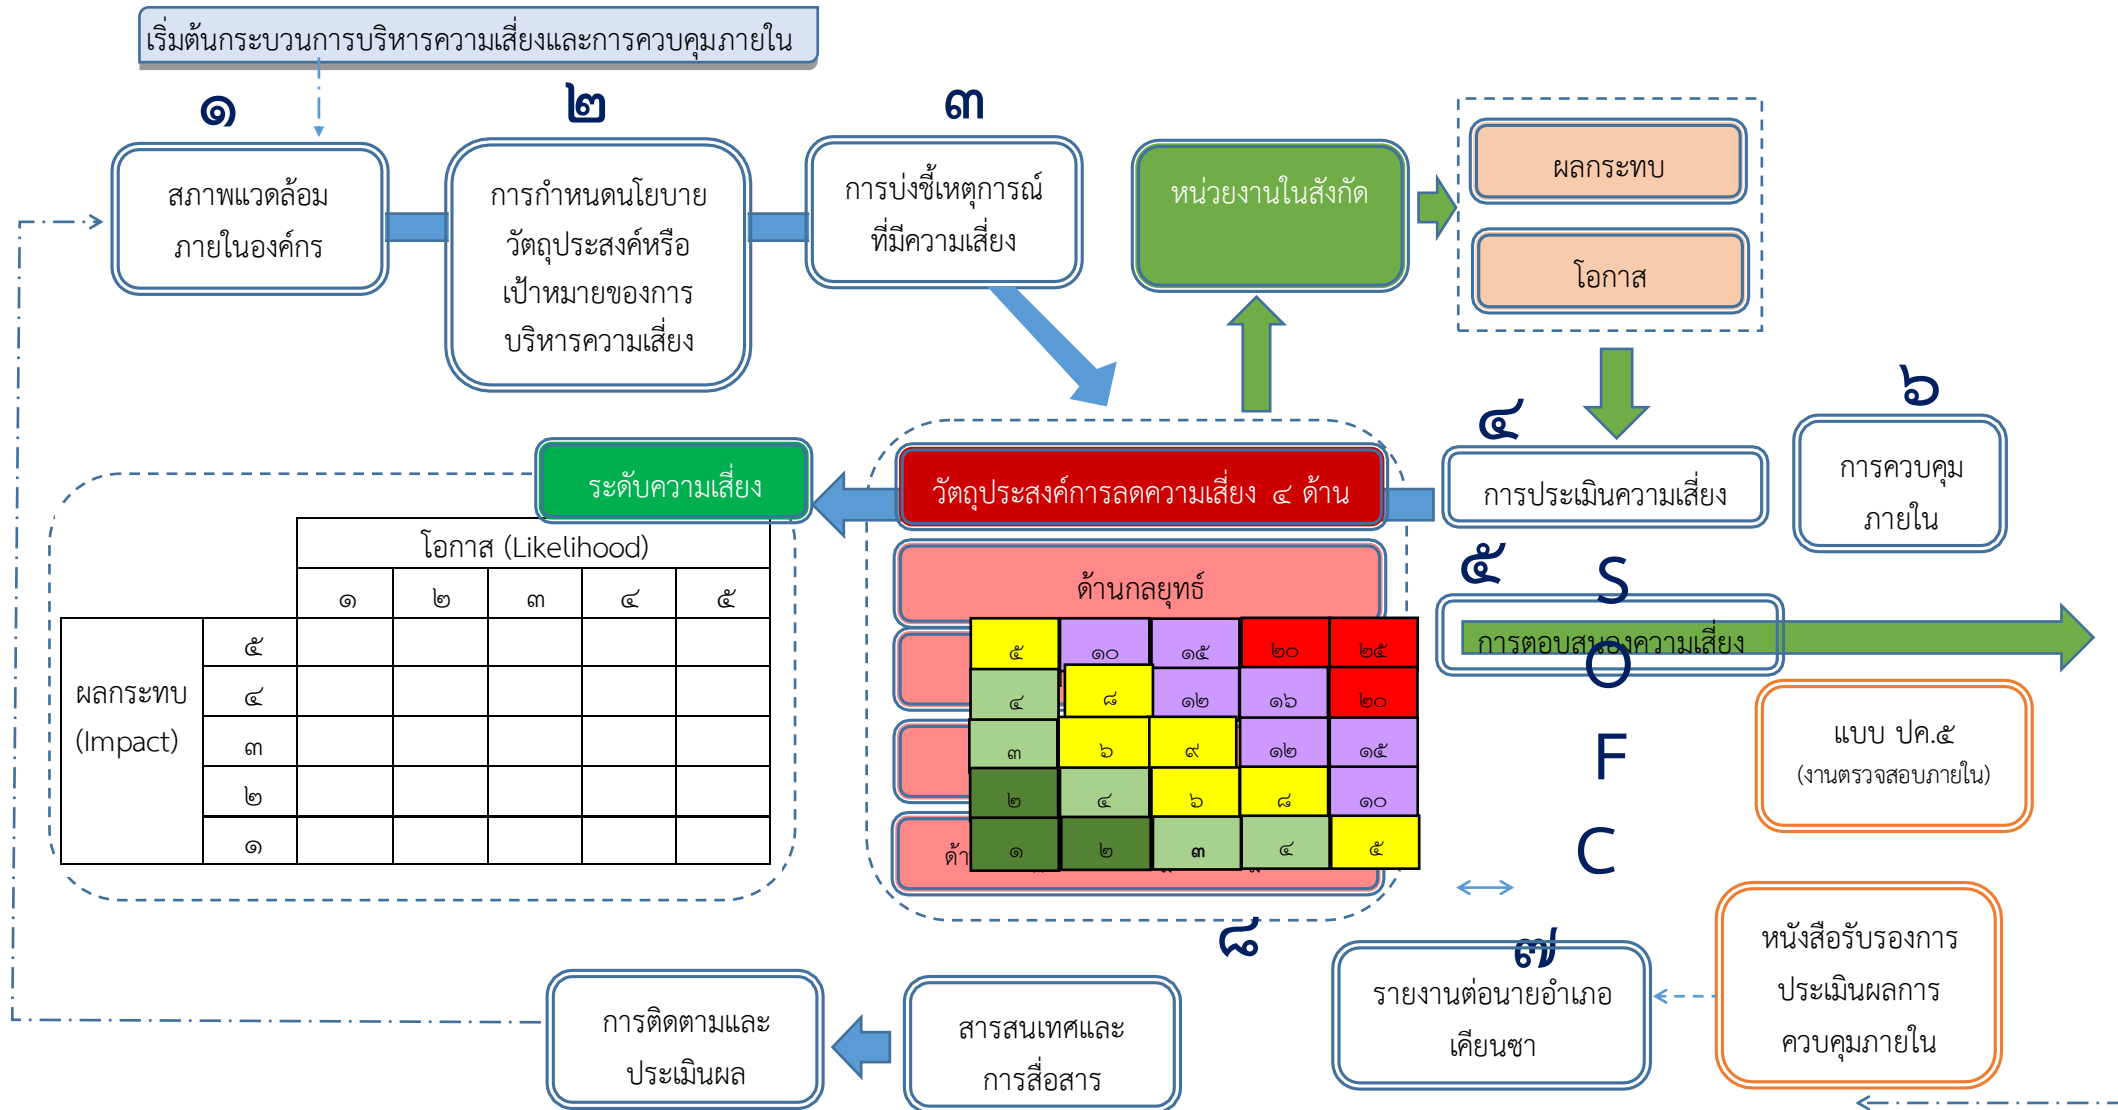 เริ่มต้นกระบวนการบริหารความเสี่ยงและการควบคุมภายใน
๑
๒
๓
สภาพแวดล้อม
ภายในองค์กร
การกำหนดนโยบาย
วัตถุประสงค์หรือ
เป้าหมายของการ
บริหารความเสี่ยง
การบ่งชี้เหตุการณ์
ที่มีความเสี่ยง
หน่วยงานในสังกัด
ผลกระทบ
โอกาส
๔
การประเมินความเสี่ยง
๖
การควบคุม
ภายใน
ระดับความเสี่ยง
วัตถุประสงค์การลดความเสี่ยง ๔ ด้าน
ด้านกลยุทธ์
โอกาส (Likelihood)
๑ ๒ ๓ ๔ ๕
ผลกระทบ
(Impact)
๕
๔
๓
๒
๑
๕ ๑๐ ๑๕ ๒๐ ๒๕
๔ ๘ ๑๒ ๑๖ ๒๐
๓ ๖ ๙ ๑๒ ๑๕
๒ ๔ ๖ ๘ ๑๐
๑ ๒ ๓ ๔ ๕
๕
การตอบสนองความเสี่ยง
S
O
F
C
แบบ ปค.๕
(งานตรวจสอบภายใน)
หนังสือรับรองการ
ประเมินผลการ
ควบคุมภายใน
๗
รายงานต่อนายอำเภอ
เคียนซา
๘
สารสนเทศและ
การสื่อสาร
การติดตามและ
ประเมินผล